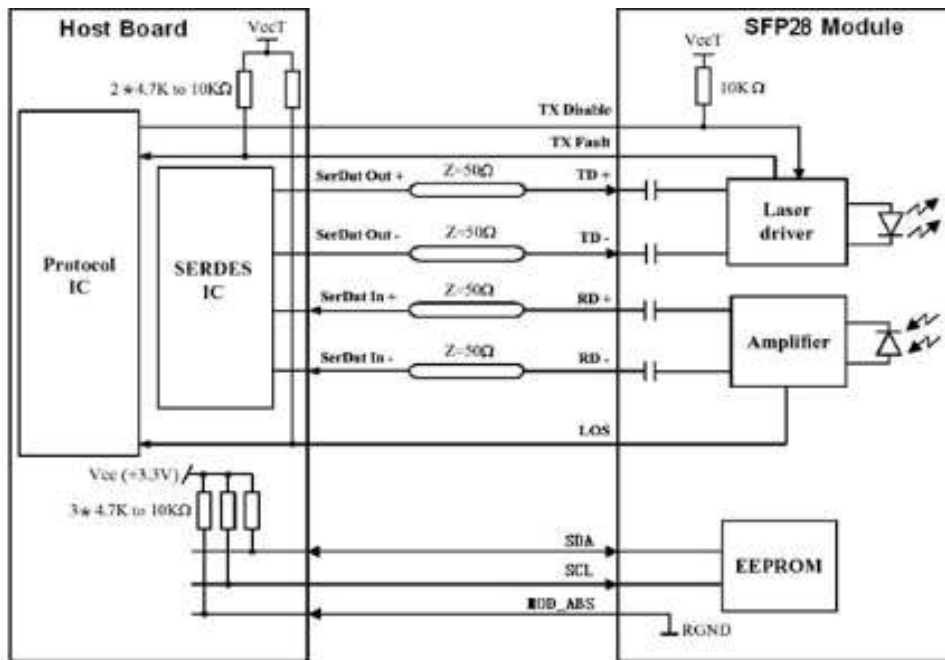 Host Board
SFP28 Module
VccT
VccT
2*4.7K to 10KΩ
10KΩ
TX Disable
TX Fault
SerDat Out +
Z=50Ω
TD +
SerDat Out -
Z=50Ω
TD -
SerDat In +
Z=50Ω
RD +
SerDat In -
Z=50Ω
RD -
Protocol
IC
SERDES
IC
Laser
driver
Amplifier
LOS
Vcc (+3.3V)
3* 4.7K to 10KΩ
SDA
SCL
MOD_ABS
EEPROM
RGND